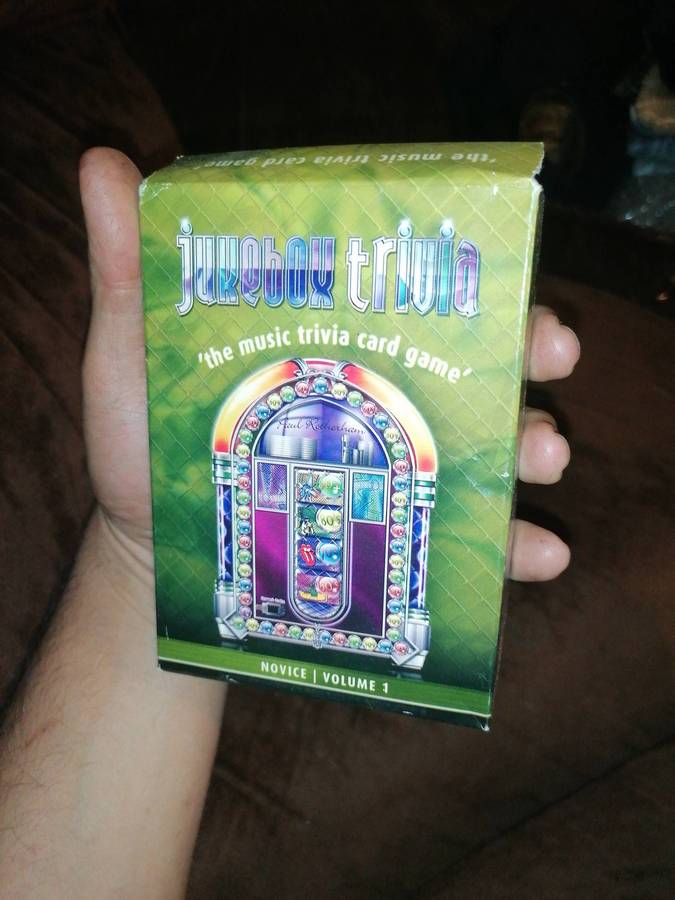 'the music trivia card game'
jukebox trivia
'the music trivia card game'
Paul Rotherham
NOVICE | VOLUME 1